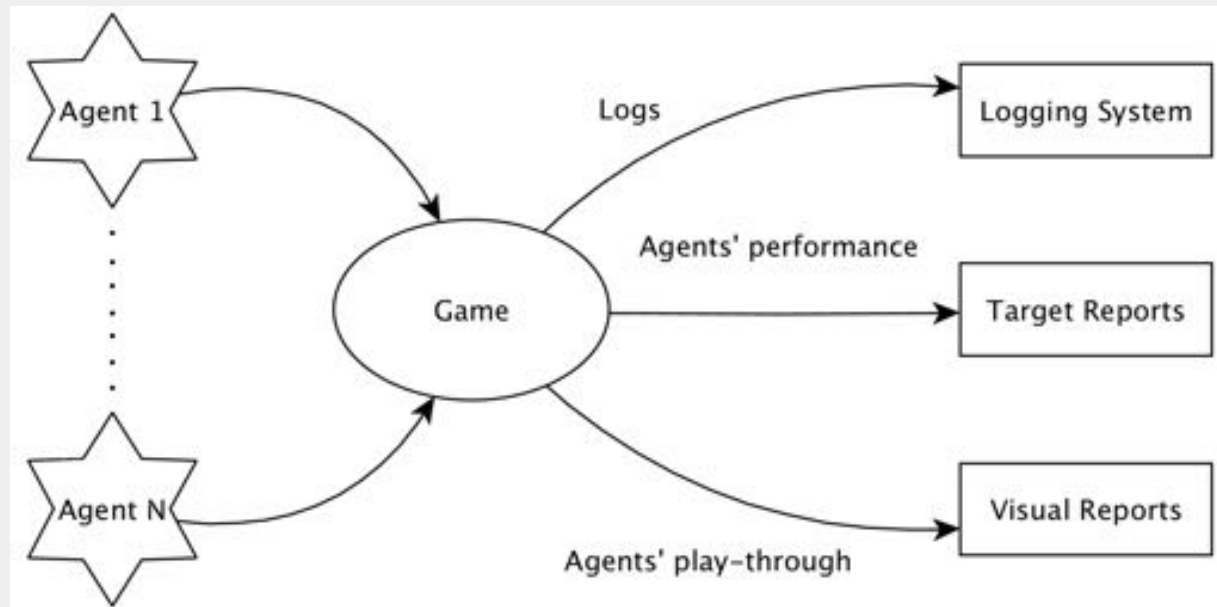 Agent 1
Logs
Logging System
Agents' performance
Game
Target Reports
Agent N
Visual Reports
Agents' play-through